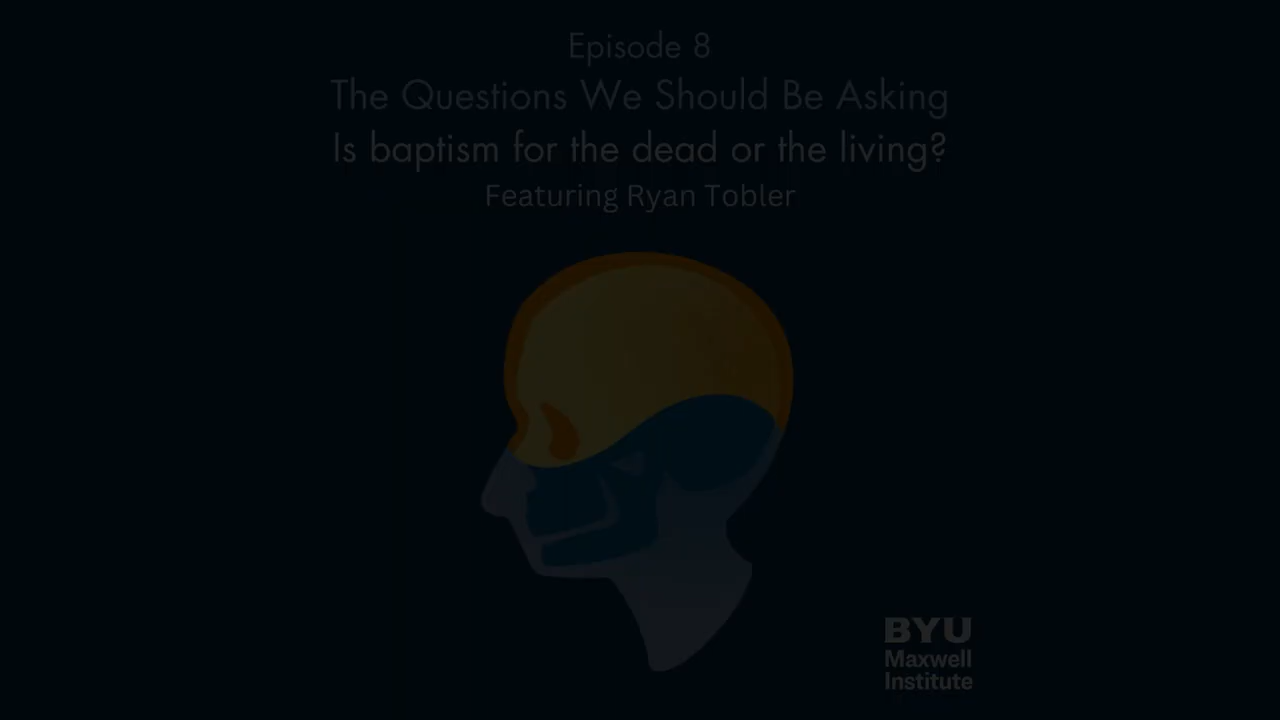 Episode 8
The Questions We Should Be Asking
Is baptism for the dead or the living?
Featuring Ryan Tobler
BYU
Maxwell
Institute